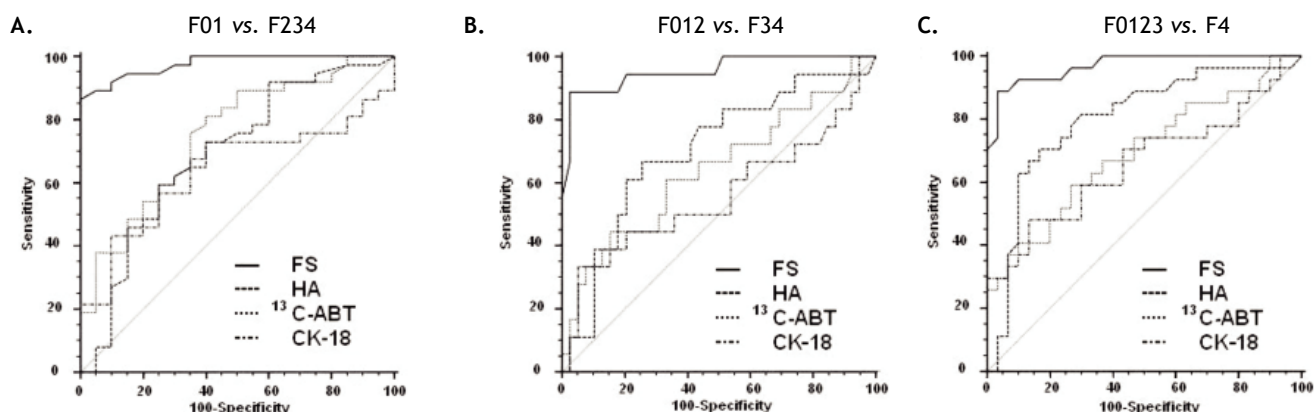 A. F01 vs. F234
100
80
60
40
20
0
Sensitivity
FS
HA
¹³C-ABT
CK-18
0 20 40 60 80 100
100-Specificity
B. F012 vs. F34
100
80
60
40
20
0
Sensitivity
FS
HA
¹³C-ABT
CK-18
0 20 40 60 80 100
100-Specificity
C. F0123 vs. F4
100
80
60
40
20
0
Sensitivity
FS
HA
¹³C-ABT
CK-18
0 20 40 60 80 100
100-Specificity